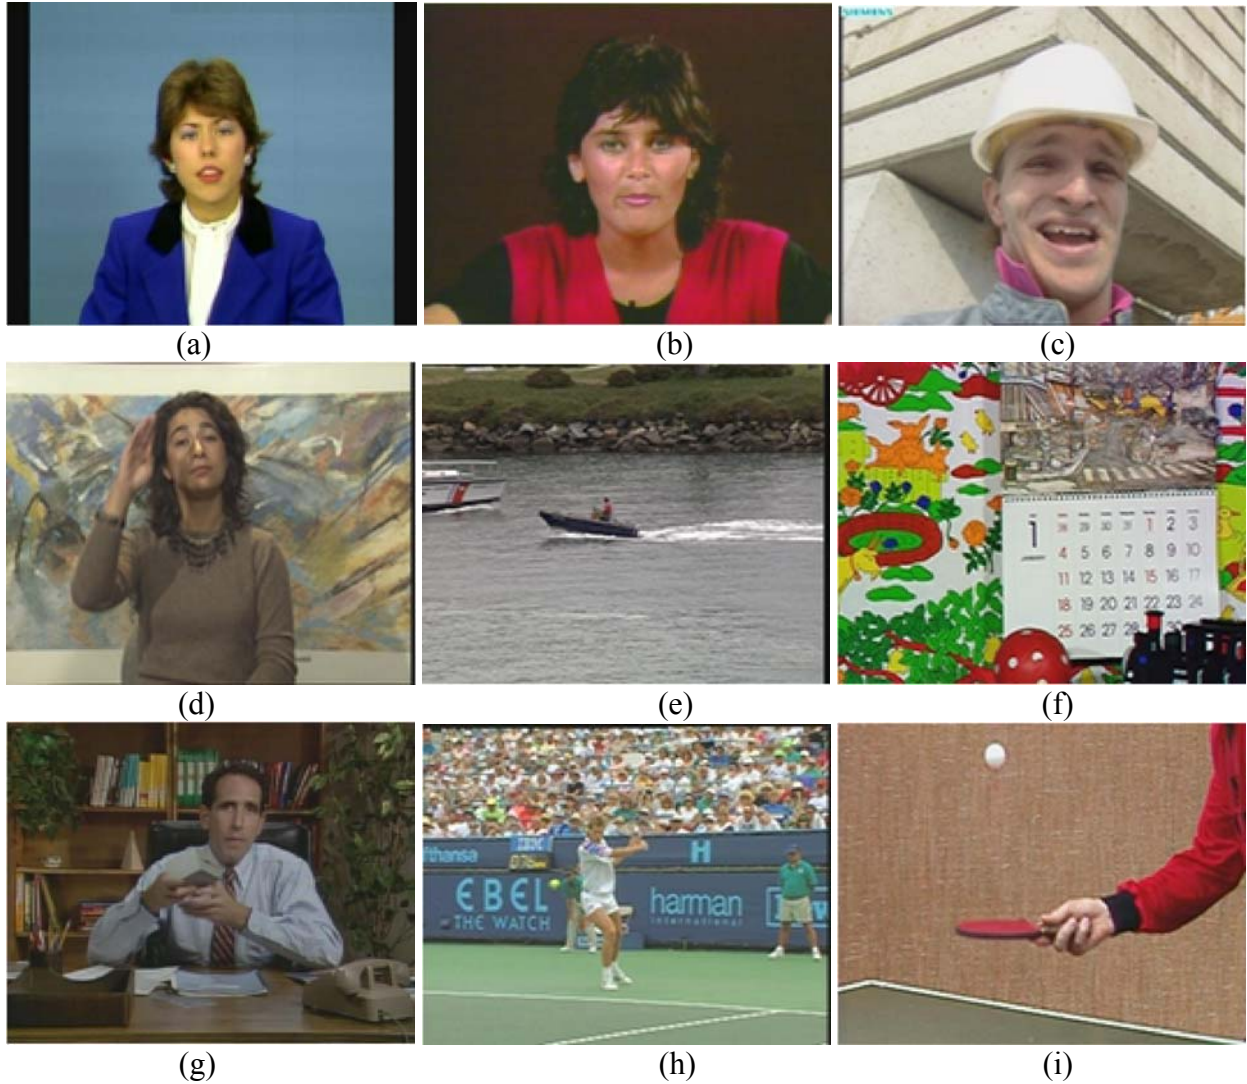 SIEMENS
(a)
(b)
(c)
1
28 29 30 31 1 2 3
4 5 6 7 8 9 10
11 12 13 14 15 16 17
18 19 20 21 22 23 24
25 26 27 28 30
(d)
(e)
(f)
IBM
H
EBEL
THE WATCH
harman
international
(g)
(h)
(i)